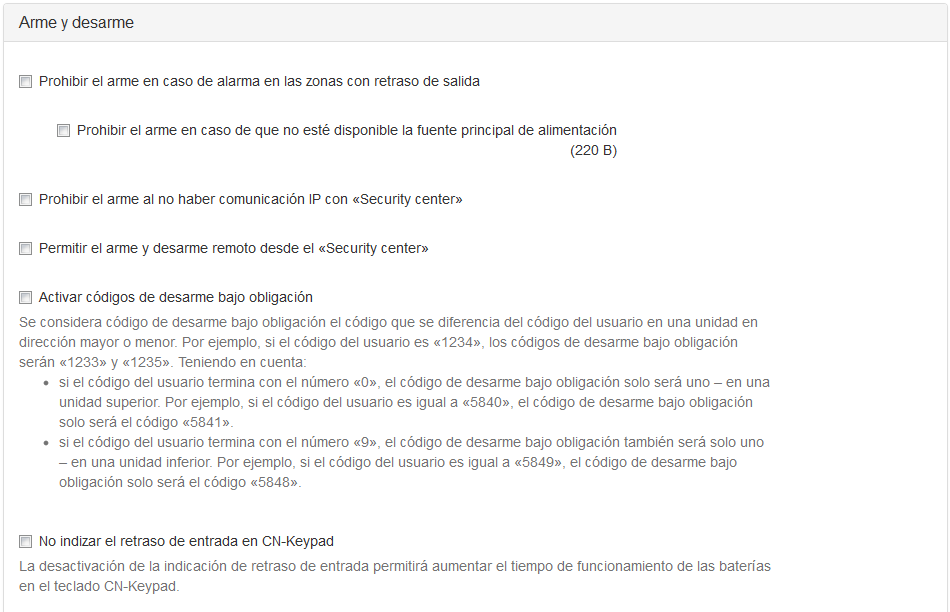 Arme y desarme
Prohibir el arme en caso de alarma en las zonas con retraso de salida
Prohibir el arme en caso de que no esté disponible la fuente principal de alimentación
(220 B)
Prohibir el arme al no haber comunicación IP con «Security center»
Permitir el arme y desarme remoto desde el «Security center»
Activar códigos de desarme bajo obligación
Se considera código de desarme bajo obligación el código que se diferencia del código del usuario en una unidad en
dirección mayor o menor. Por ejemplo, si el código del usuario es «1234», los códigos de desarme bajo obligación
serán «1233» y «1235». Teniendo en cuenta:
• si el código del usuario termina con el número «0», el código de desarme bajo obligación solo será uno – en una
unidad superior. Por ejemplo, si el código del usuario es igual a «5840», el código de desarme bajo obligación
solo será el código «5841».
• si el código del usuario termina con el número «9», el código de desarme bajo obligación también será solo uno
– en una unidad inferior. Por ejemplo, si el código del usuario es igual a «5849», el código de desarme bajo
obligación solo será el código «5848».
No indizar el retraso de entrada en CN-Keypad
La desactivación de la indicación de retraso de entrada permitirá aumentar el tiempo de funcionamiento de las baterías
en el teclado CN-Keypad.